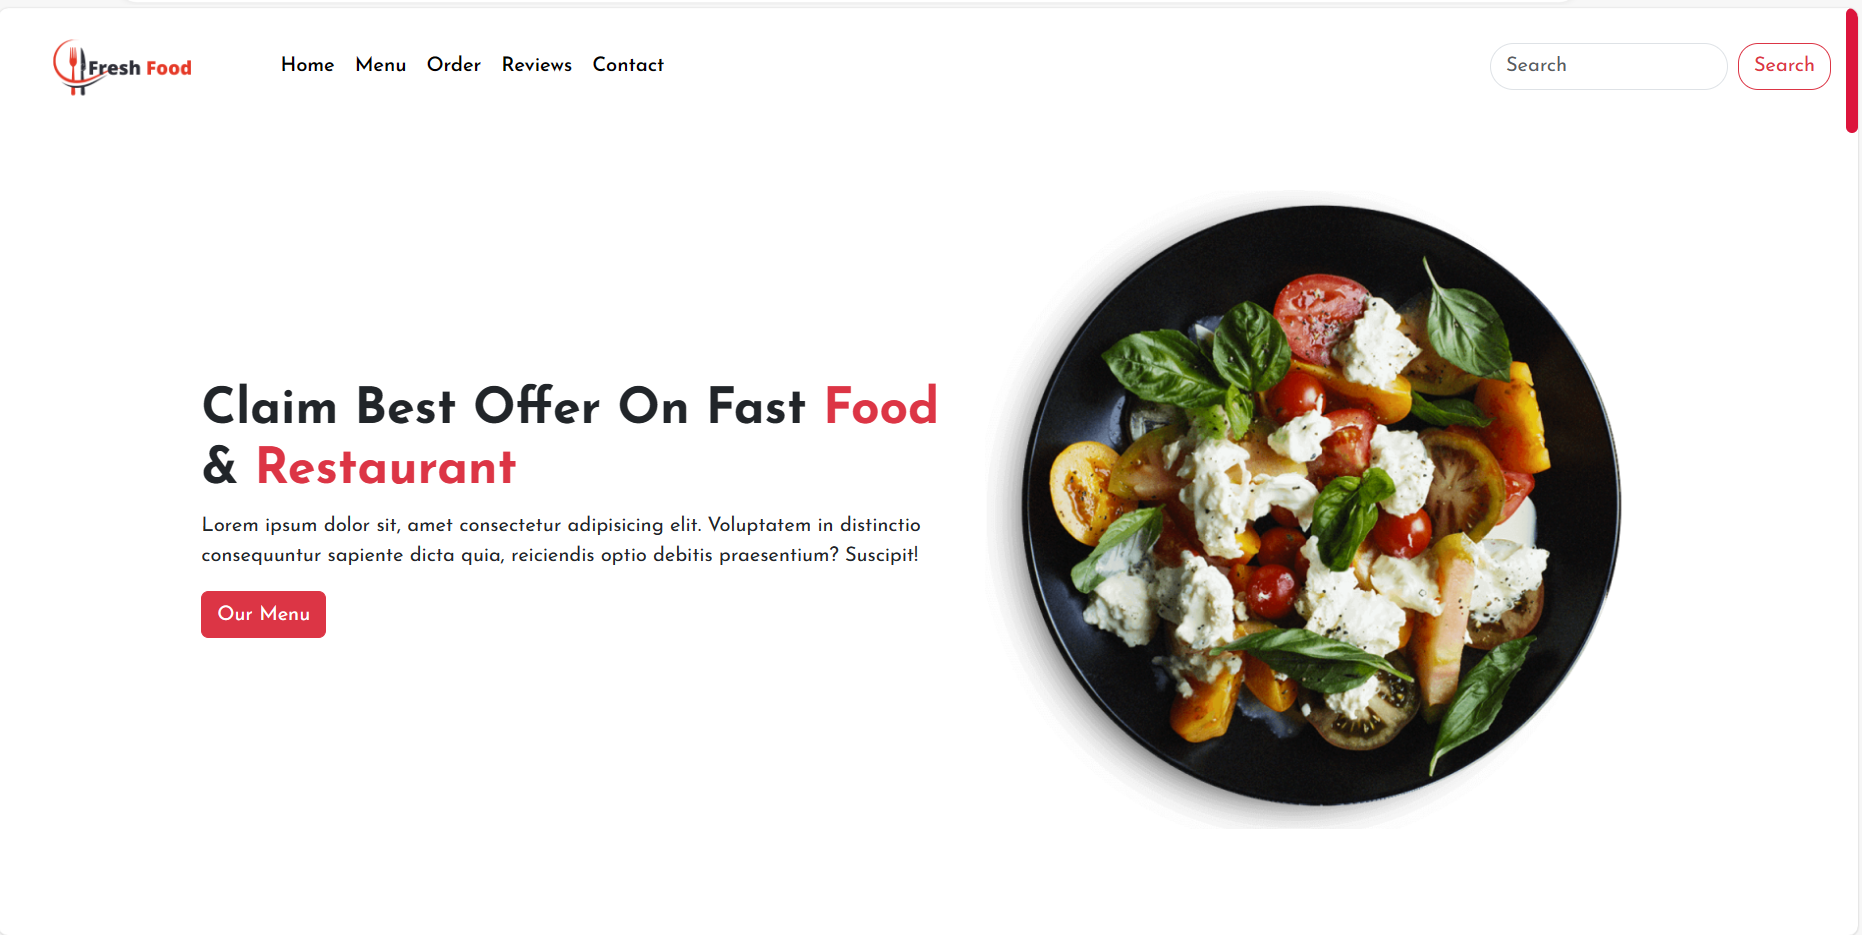 Fresh Food
Home Menu Order Reviews Contact
Search
Search
Claim Best Offer On Fast Food
& Restaurant
Lorem ipsum dolor sit, amet consectetur adipisicing elit. Voluptatem in distinctio
consequuntur sapiente dicta quia, reiciendis optio debitis praesentium? Suscipit!
Our Menu